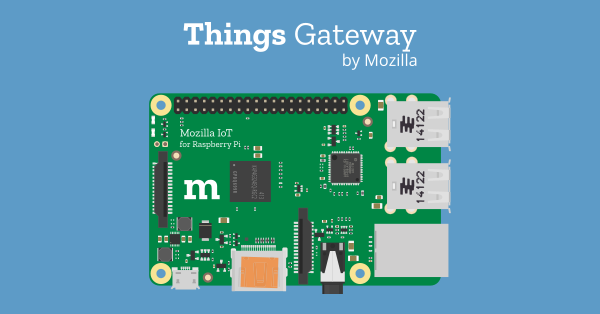 Things Gateway
by Mozilla
Mozilla IoT
for Raspberry Pi
m
14122
14122